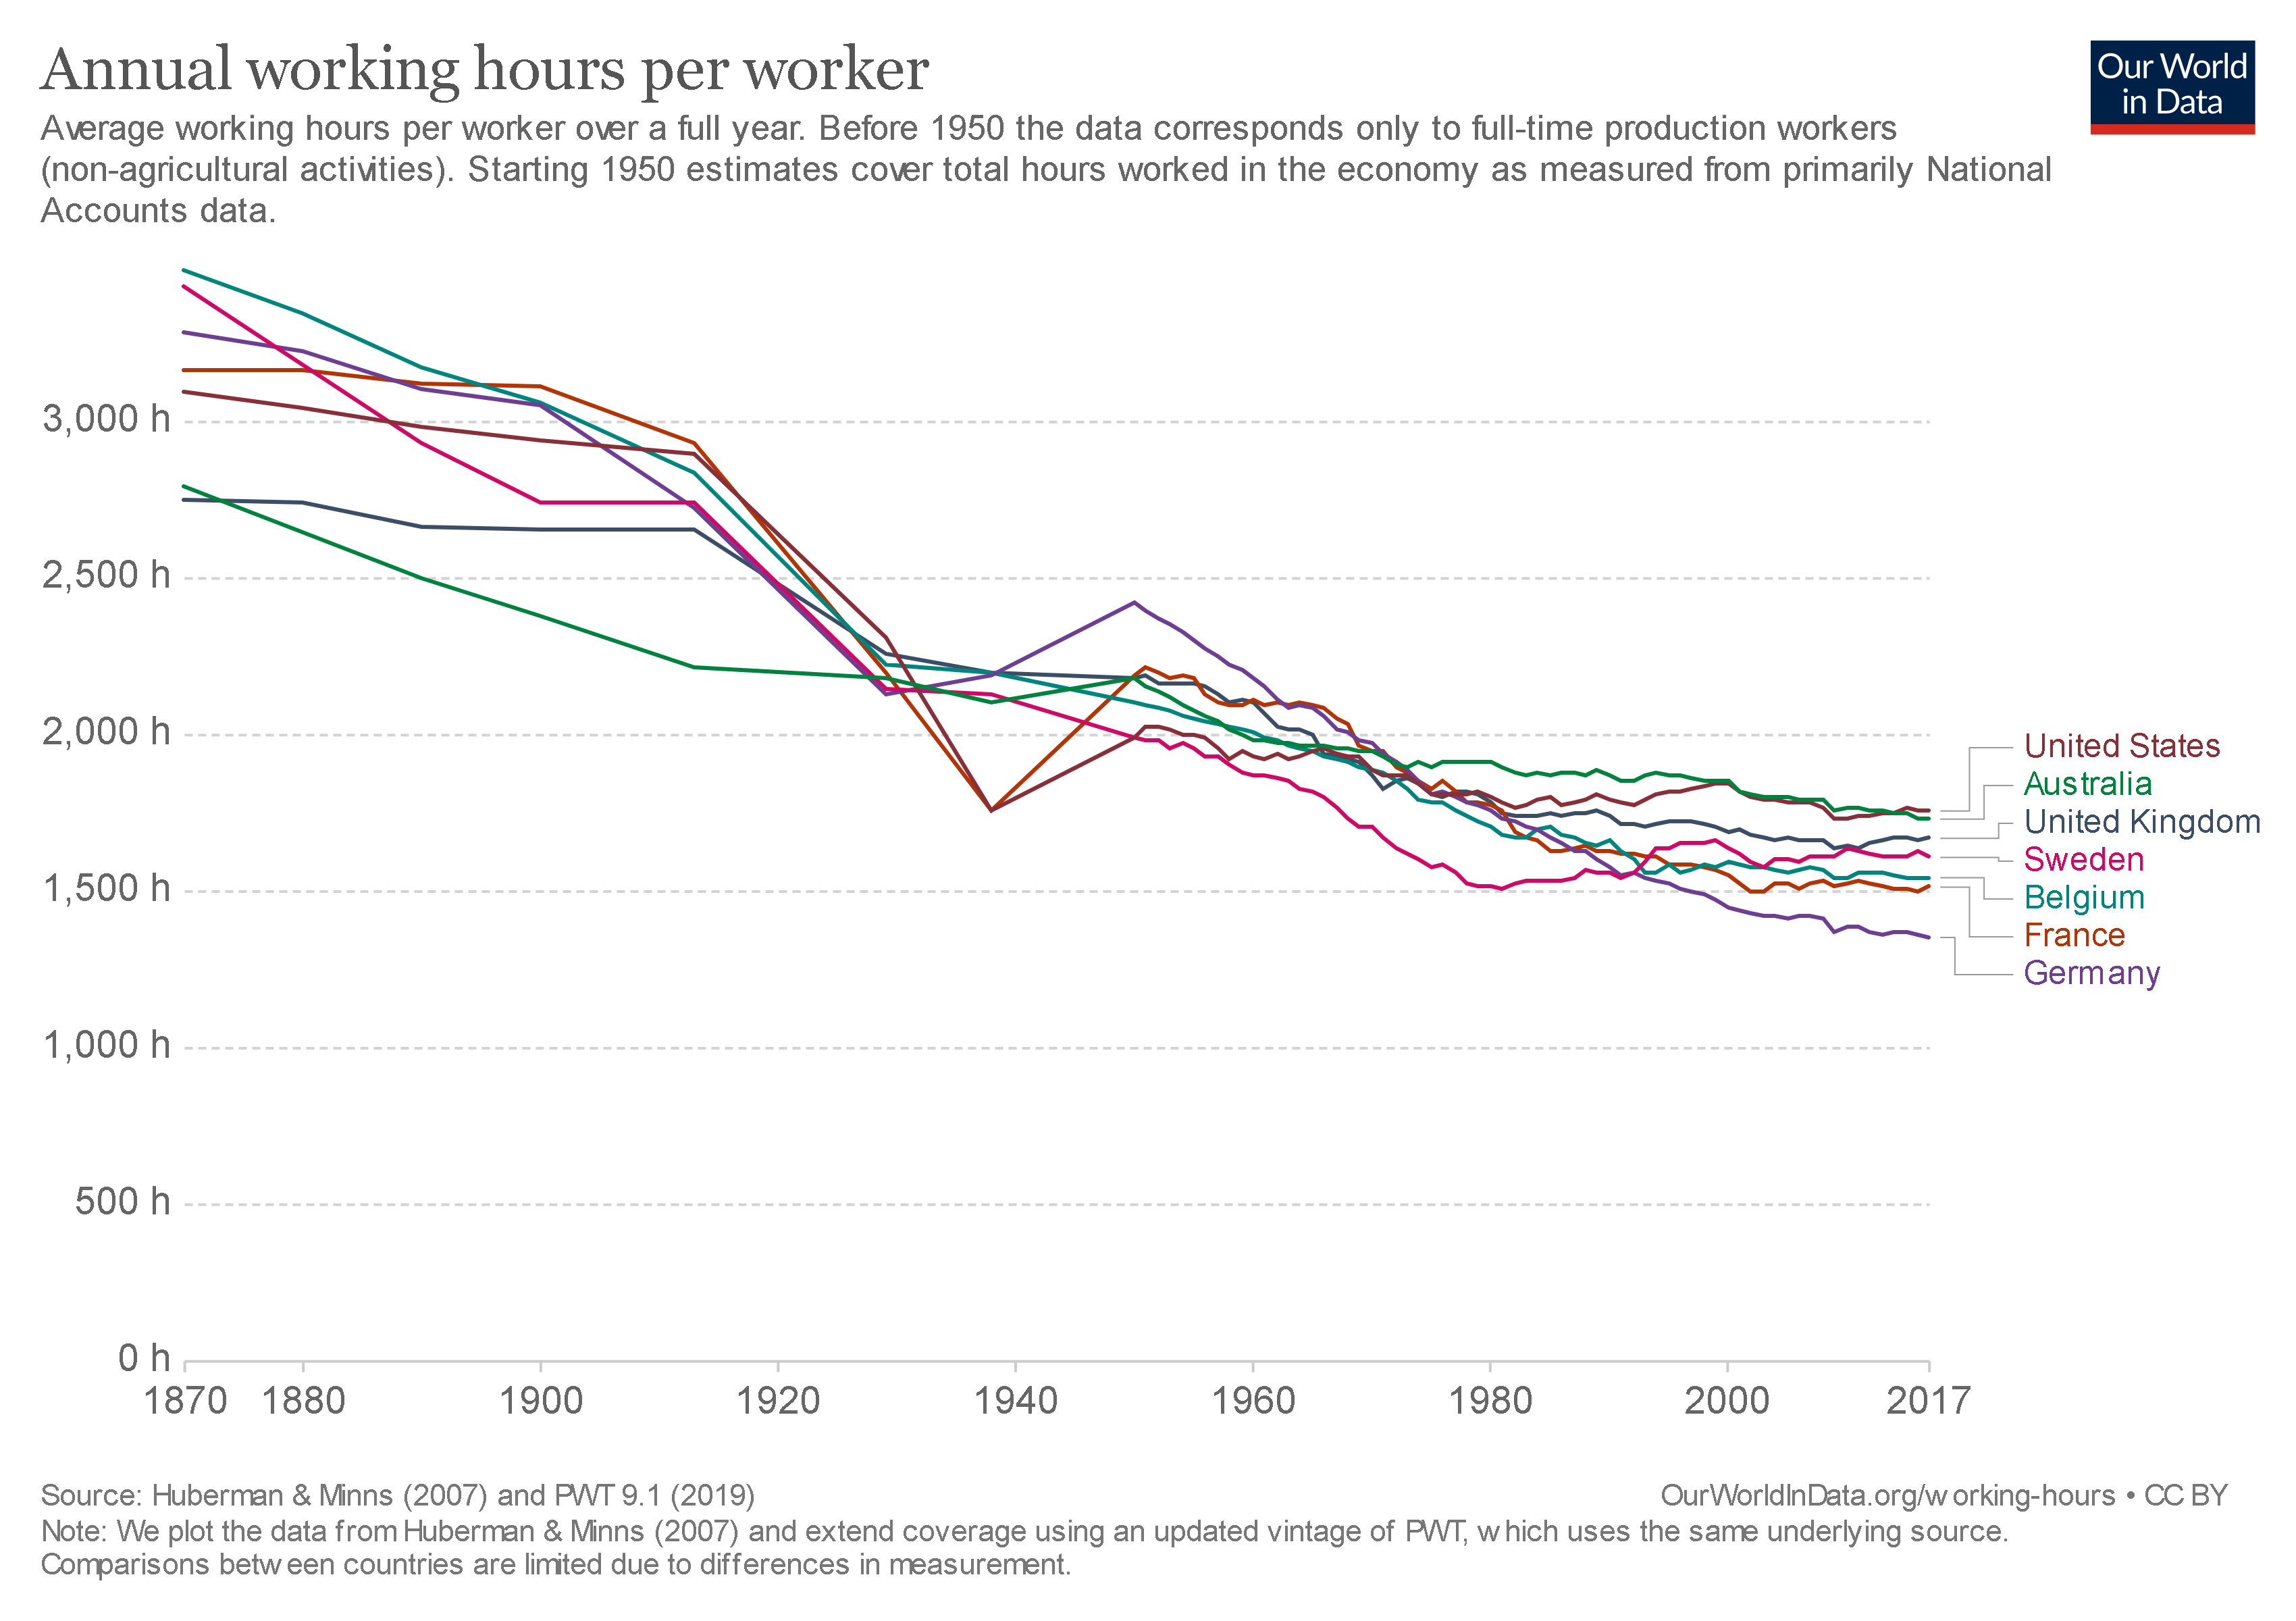 Annual working hours per worker
Our World
in Data
Average working hours per worker over a full year. Before 1950 the data corresponds only to full-time production workers
(non-agricultural activities). Starting 1950 estimates cover total hours worked in the economy as measured from primarily National
Accounts data.
3,000 h
2,500 h
2,000 h
1,500 h
1,000 h
500 h
0 h
United States
Australia
United Kingdom
Sweden
Belgium
France
Germany
1870 1880 1900 1920 1940 1960 1980 2000 2017
Source: Huberman & Minns (2007) and PWT 9.1 (2019)
OurWorldInData.org/working-hours • CC BY
Note: We plot the data from Huberman & Minns (2007) and extend coverage using an updated vintage of PWT, which uses the same underlying source.
Comparisons between countries are limited due to differences in measurement.